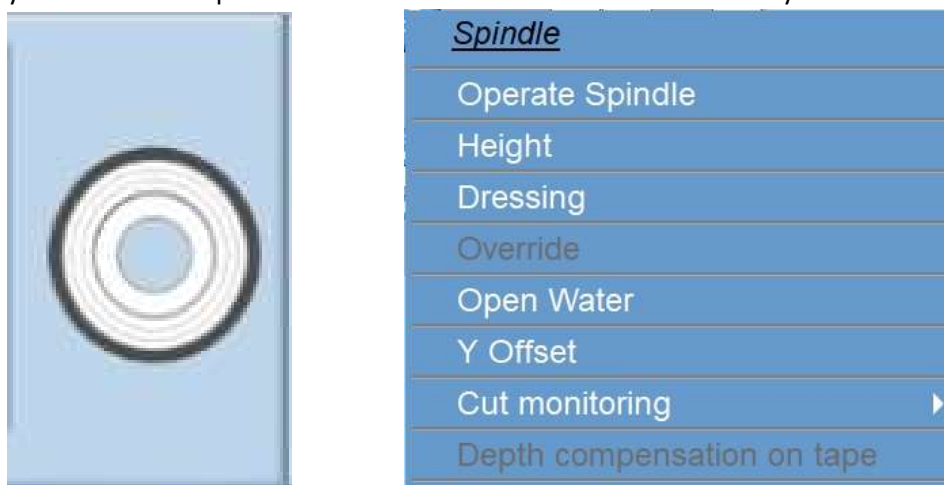 Spindle
Operate Spindle
Height
Dressing
Override
Open Water
Y Offset
Cut monitoring
Depth compensation on tape